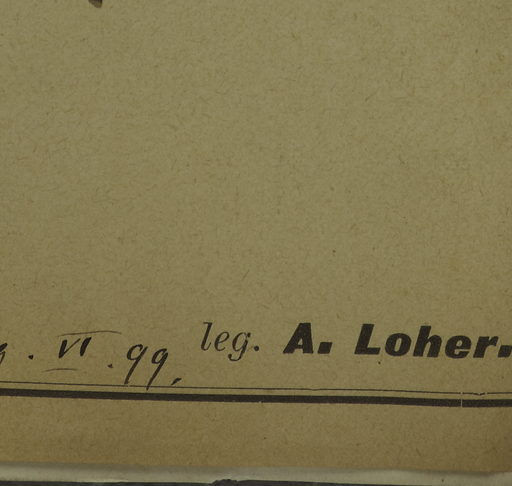 . VI . 99, leg. A. Loher.